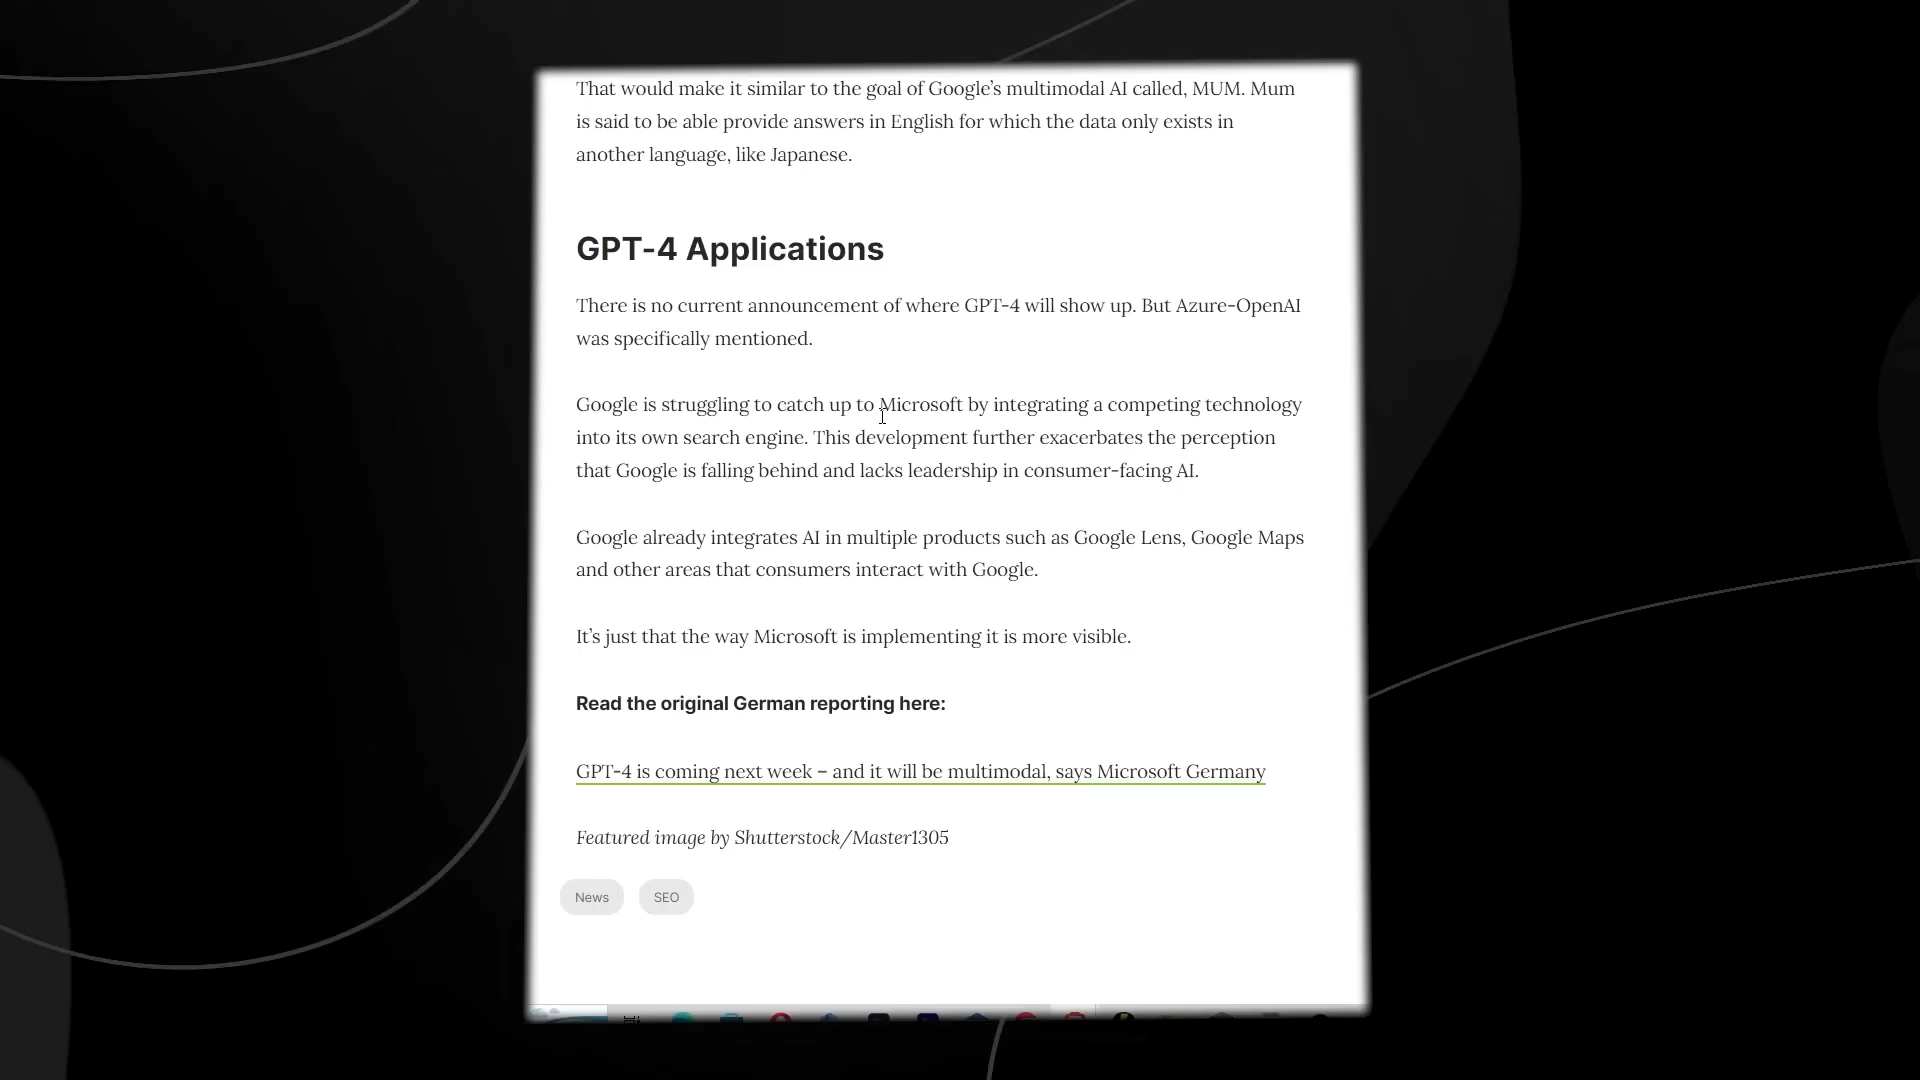 That would make it similar to the goal of Google’s multimodal AI called, MUM. Mum
is said to be able provide answers in English for which the data only exists in
another language, like Japanese.
GPT-4 Applications
There is no current announcement of where GPT-4 will show up. But Azure-OpenAI
was specifically mentioned.
Google is struggling to catch up to Microsoft by integrating a competing technology
into its own search engine. This development further exacerbates the perception
that Google is falling behind and lacks leadership in consumer-facing AI.
Google already integrates AI in multiple products such as Google Lens, Google Maps
and other areas that consumers interact with Google.
It’s just that the way Microsoft is implementing it is more visible.
Read the original German reporting here:
GPT-4 is coming next week – and it will be multimodal, says Microsoft Germany
Featured image by Shutterstock/Master1305
News SEO